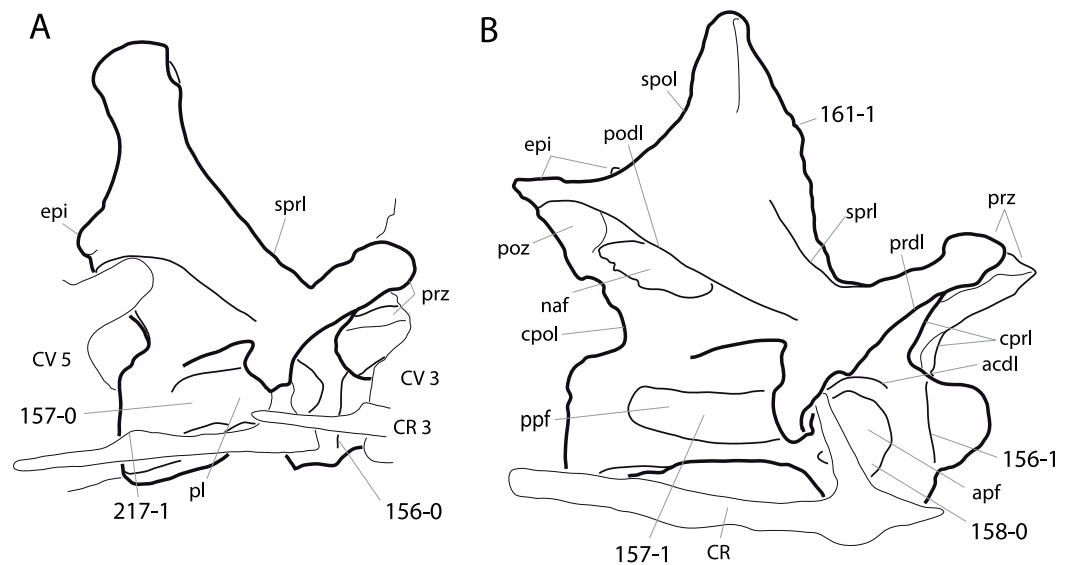 A
epi
sprl
prz
CV 5
CV 3
157-0
CR 3
217-1
pl
156-0
B
spol
161-1
podl
epi
sprl
prz
poz
prdl
naf
cpol
cprl
acdl
ppf
156-1
apf
158-0
157-1
CR